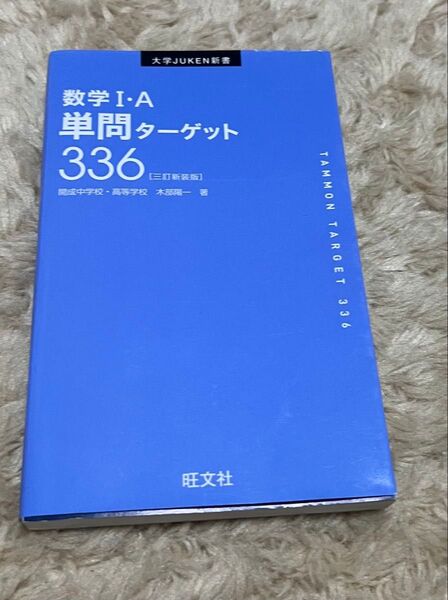 大学JUKEN新書
数学Ⅰ・A
単問ターゲット
336[三訂新装版]
開成中学校・高等学校 木部陽一 著
TAMMON TARGET 336
旺文社